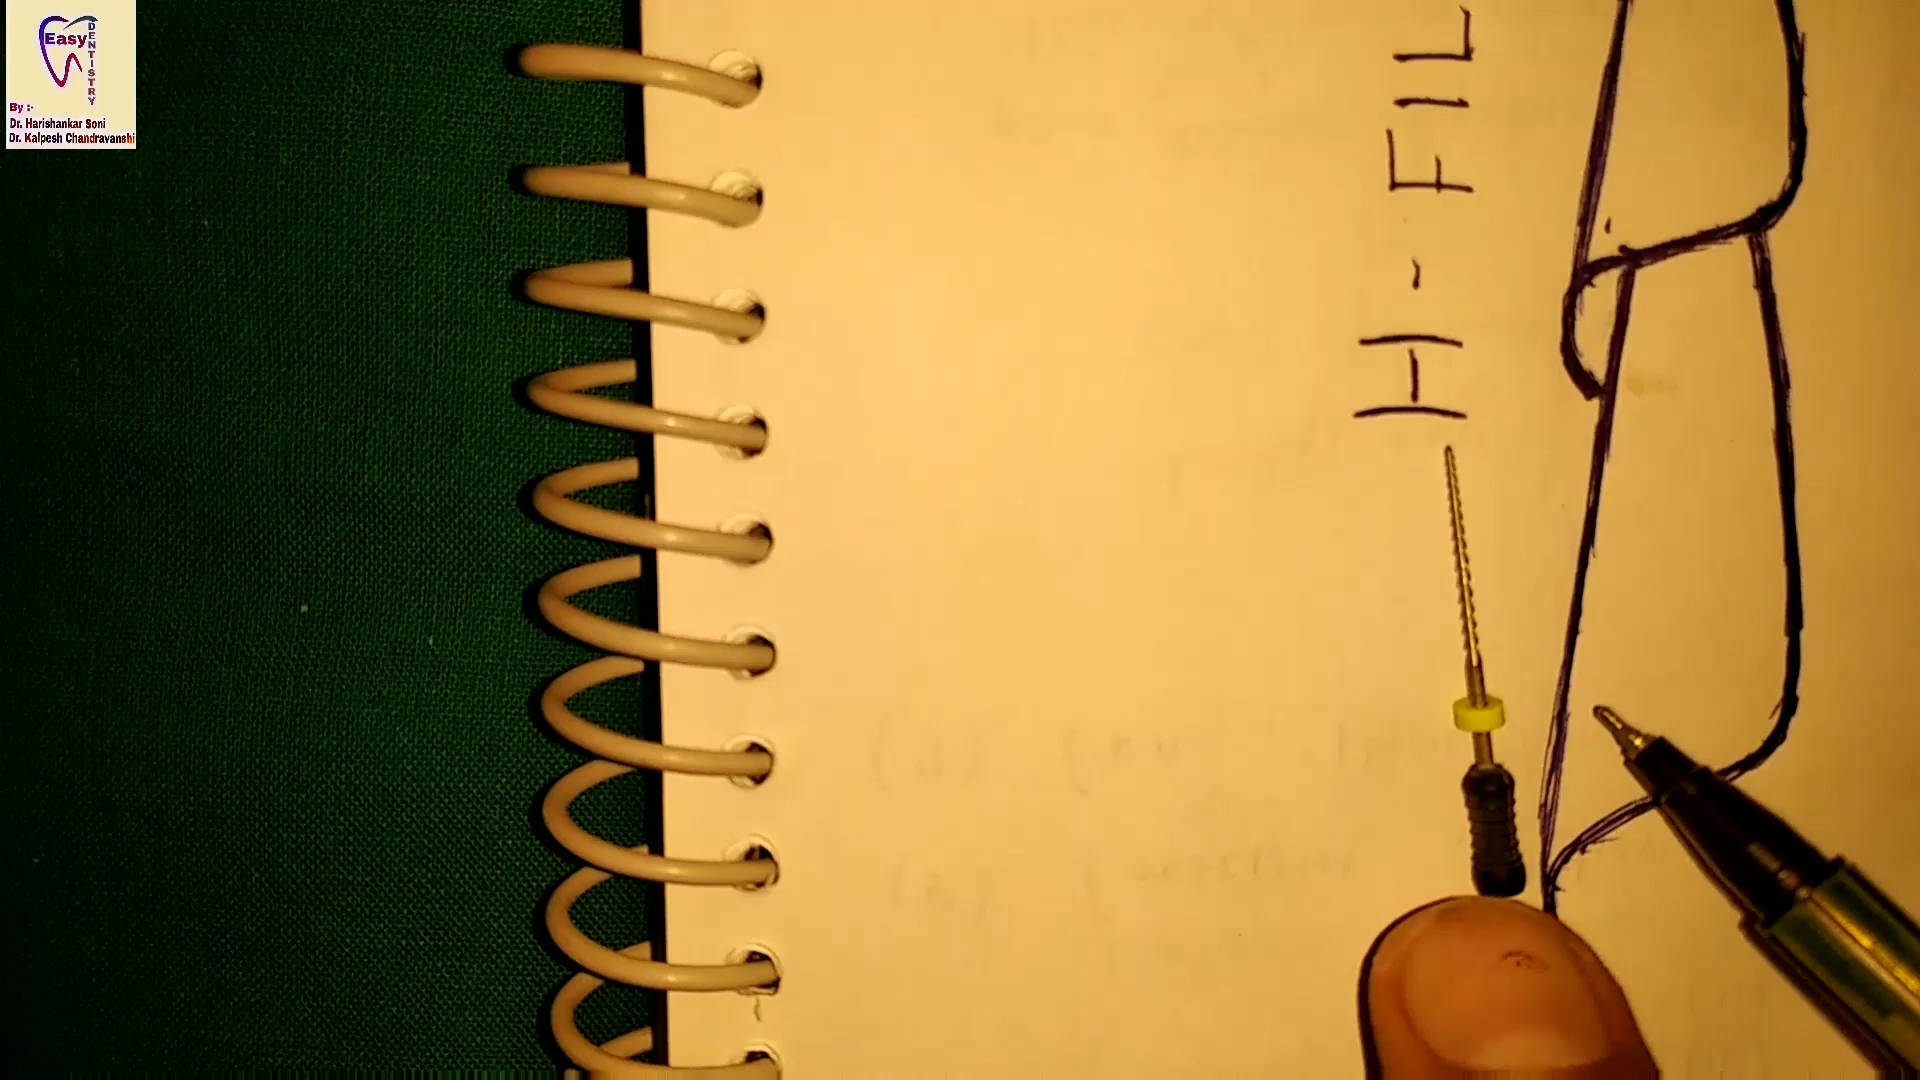 Easy
DENTISTRY
By :-
Dr. Harishankar Soni
Dr. Kalpesh Chandravanshi
H - FIL